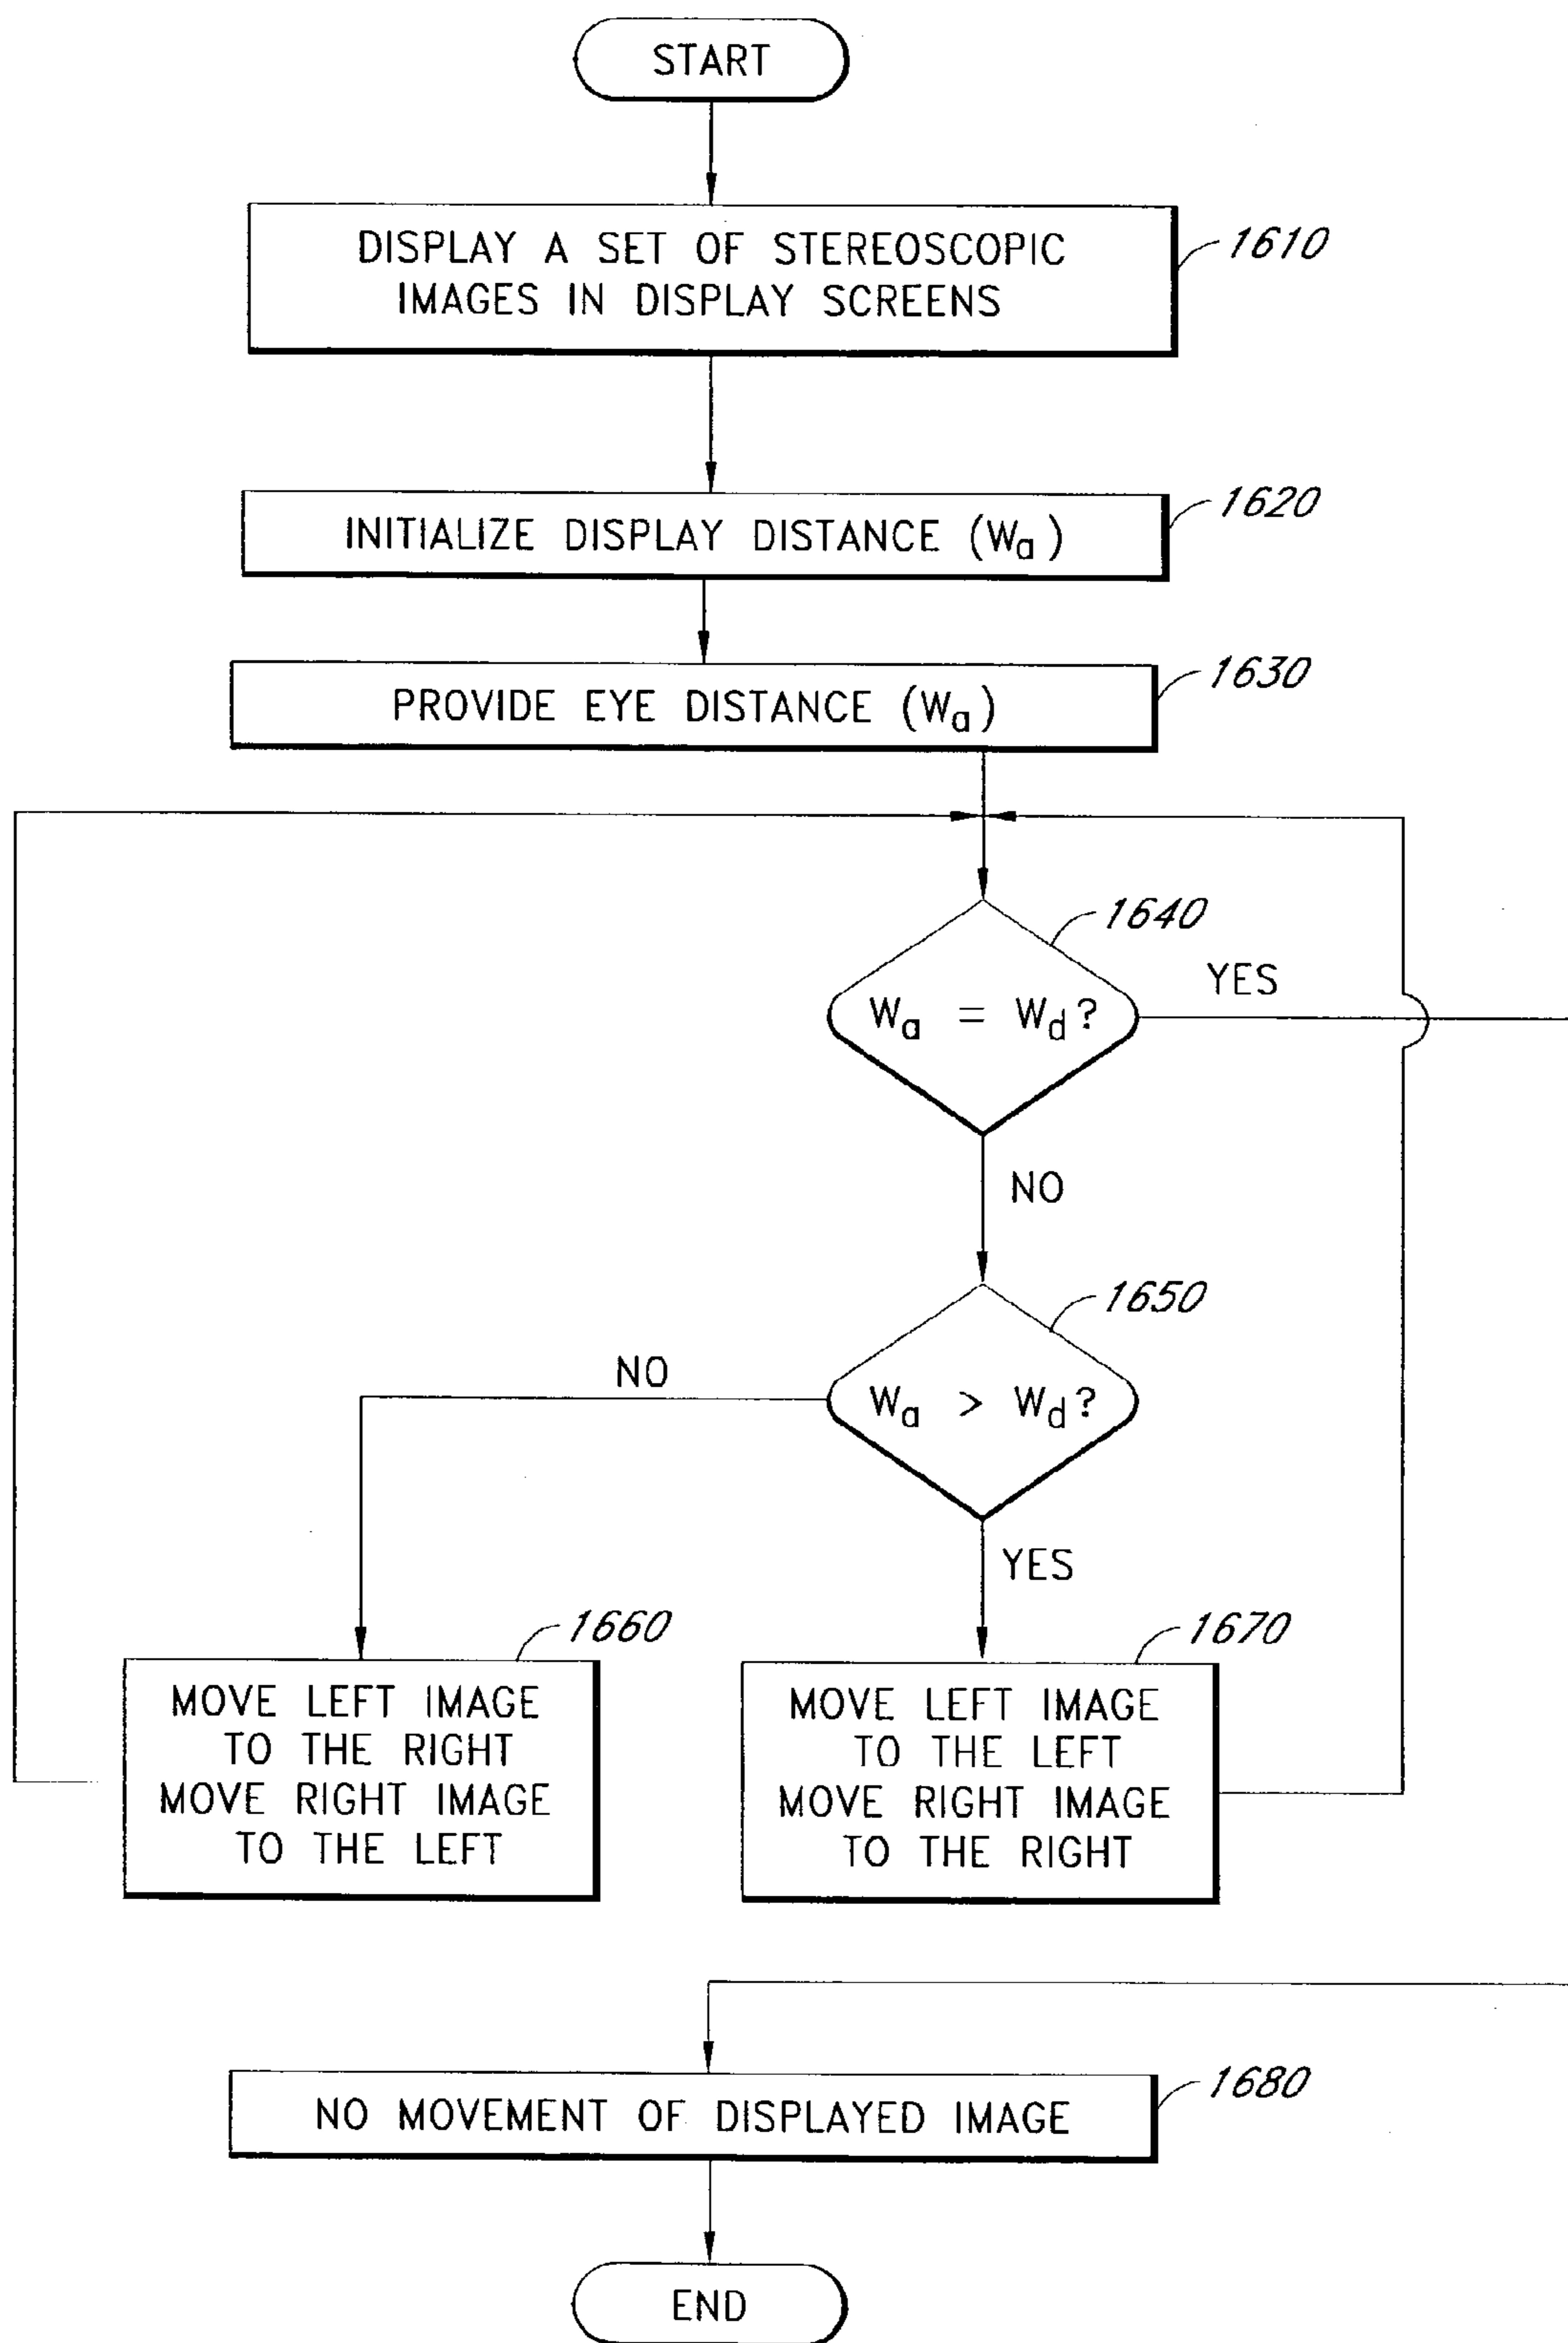 START
DISPLAY A SET OF STEREOSCOPIC
IMAGES IN DISPLAY SCREENS
1610
INITIALIZE DISPLAY DISTANCE (Wa)
1620
PROVIDE EYE DISTANCE (Wa)
1630
1640
Wa = Wd?
YES
NO
1650
Wa > Wd?
NO
YES
1660
MOVE LEFT IMAGE
TO THE RIGHT
MOVE RIGHT IMAGE
TO THE LEFT
1670
MOVE LEFT IMAGE
TO THE LEFT
MOVE RIGHT IMAGE
TO THE RIGHT
NO MOVEMENT OF DISPLAYED IMAGE
1680
END